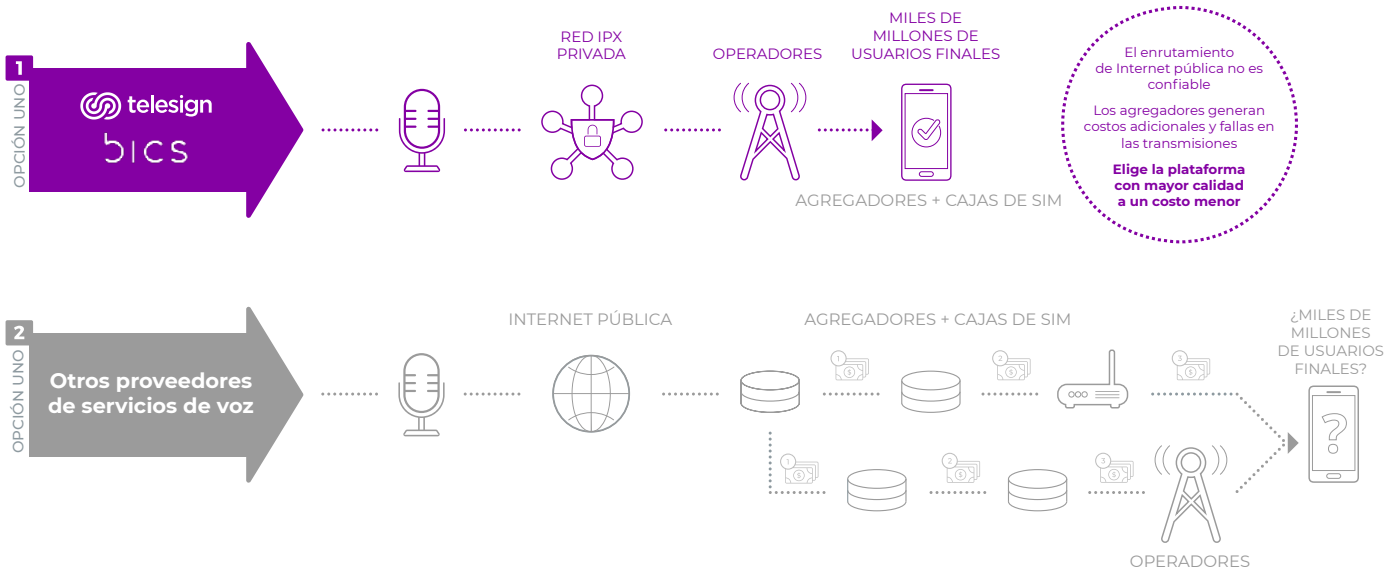 1
OPCIÓN UNO
telesign
bics
RED IPX
PRIVADA
OPERADORES
MILES DE
MILLONES DE
USUARIOS FINALES
AGREGADORES + CAJAS DE SIM
El enrutamiento
de Internet pública no es
confiable
Los agregadores generan
costos adicionales y fallas en
las transmisiones
Elige la plataforma
con mayor calidad
a un costo menor
2
OPCIÓN UNO
Otros proveedores
de servicios de voz
INTERNET PÚBLICA
AGREGADORES + CAJAS DE SIM
1
$
2
$
3
$
¿MILES DE
MILLONES
DE USUARIOS
FINALES?
?
1
$
2
$
3
$
OPERADORES